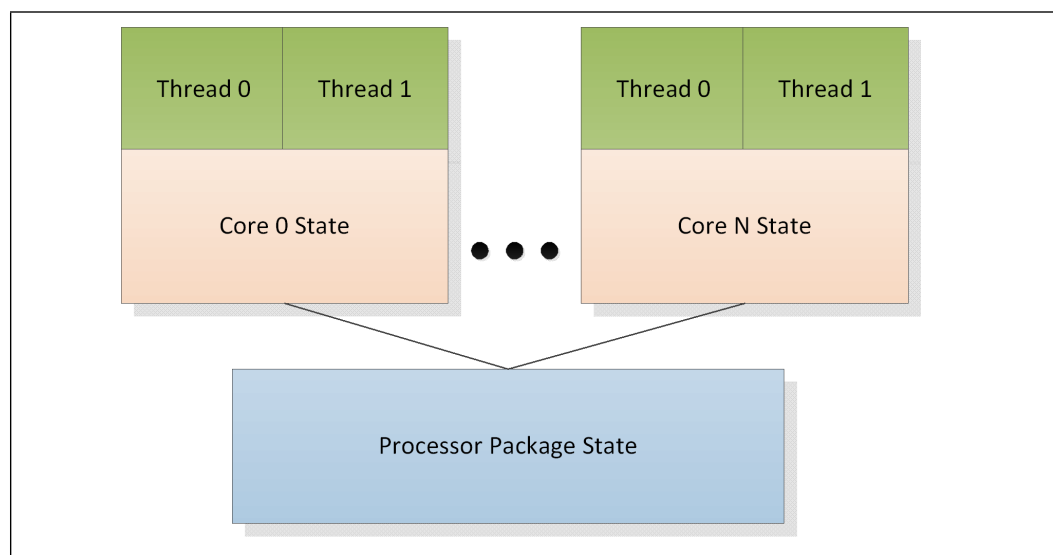 Thread 0
Thread 1
Thread 0
Thread 1
Core 0 State
Core N State
Processor Package State